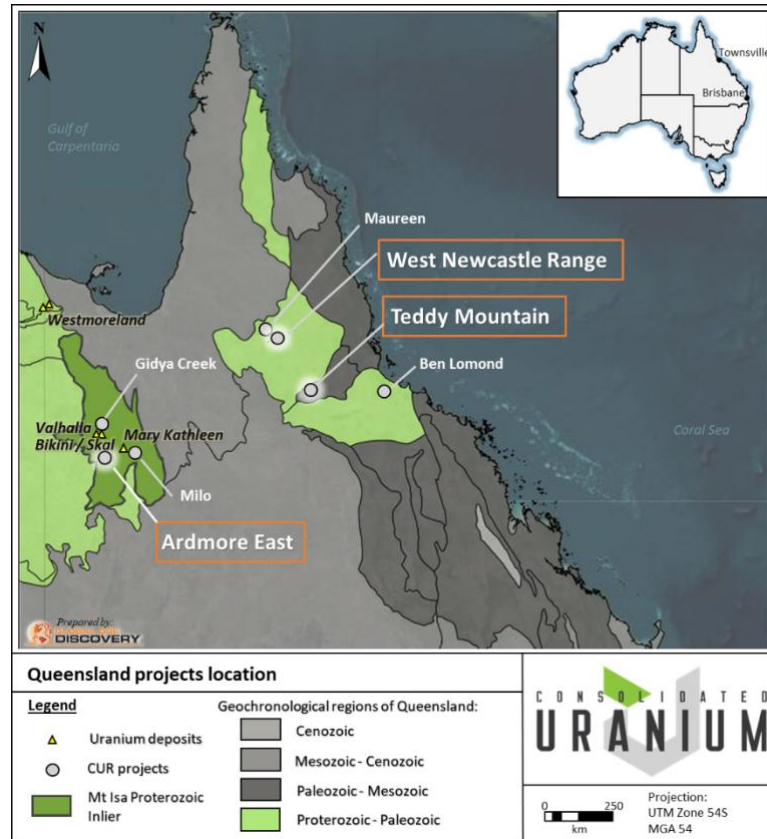 N
Gulf of
Carpentaria
Townsville
Brisbane
Maureen
West Newcastle Range
Teddy Mountain
Westmoreland
Gidya Creek
Ben Lomond
Valhalla
Bikini / Skal
Mary Kathleen
Coral Sea
Milo
Ardmore East
Prepared by:
DISCOVERY
Queensland projects location
Legend
Uranium deposits
CUR projects
Mt Isa Proterozoic
Inlier
Geochronological regions of Queensland:
Cenozoic
Mesozoic - Cenozoic
Paleozoic - Mesozoic
Proterozoic - Paleozoic
CONSOLIDATED
URANIUM
0 250
km
Projection:
UTM Zone 54S
MGA 54